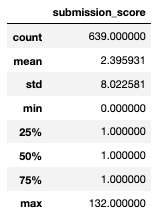 submission_score
count 639.000000
mean 2.395931
std 8.022581
min 0.000000
25% 1.000000
50% 1.000000
75% 1.000000
max 132.000000